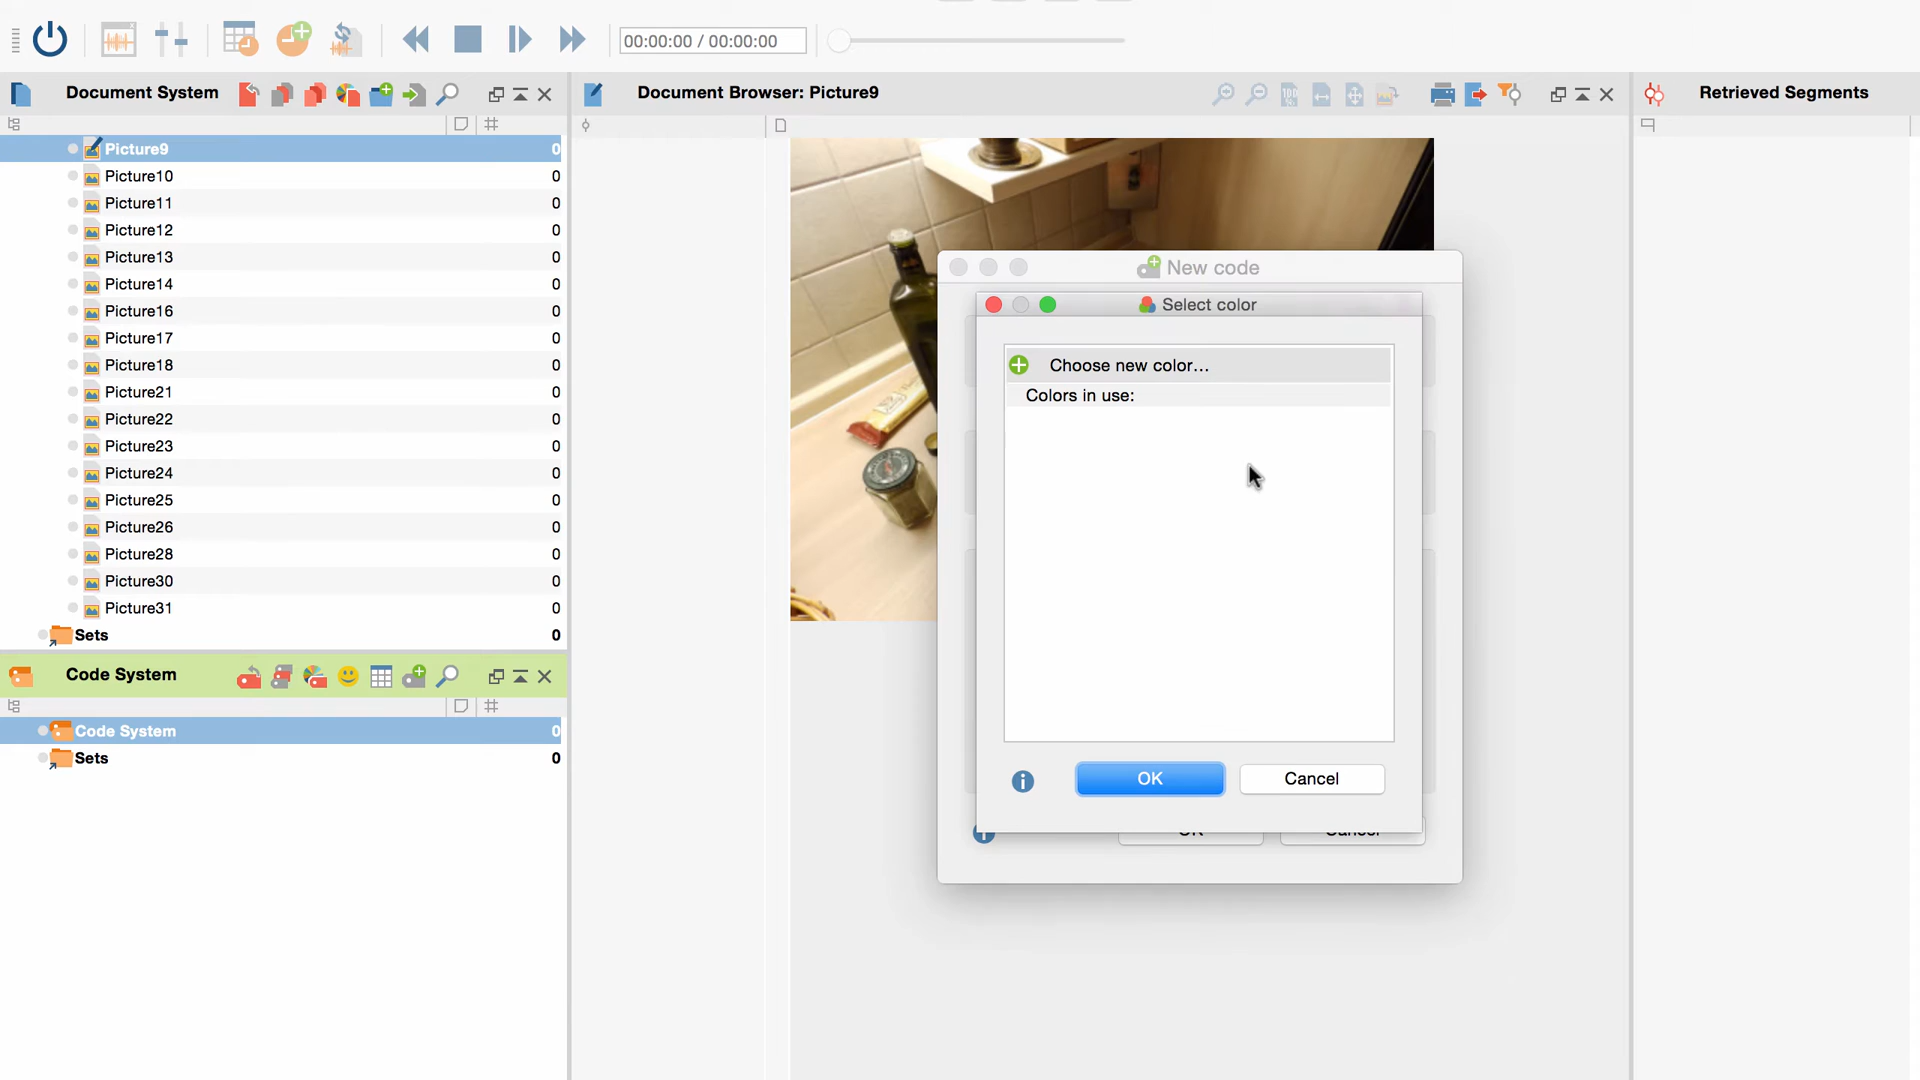 00:00:00 / 00:00:00
Document System
Document Browser: Picture9
Retrieved Segments
Picture9 0
Picture10 0
Picture11 0
Picture12 0
Picture13 0
Picture14 0
Picture16 0
Picture17 0
Picture18 0
Picture21 0
Picture22 0
Picture23 0
Picture24 0
Picture25 0
Picture26 0
Picture28 0
Picture30 0
Picture31 0
Sets 0
Code System
Code System 0
Sets 0
New code
Select color
Choose new color...
Colors in use:
OK Cancel
OK Cancel